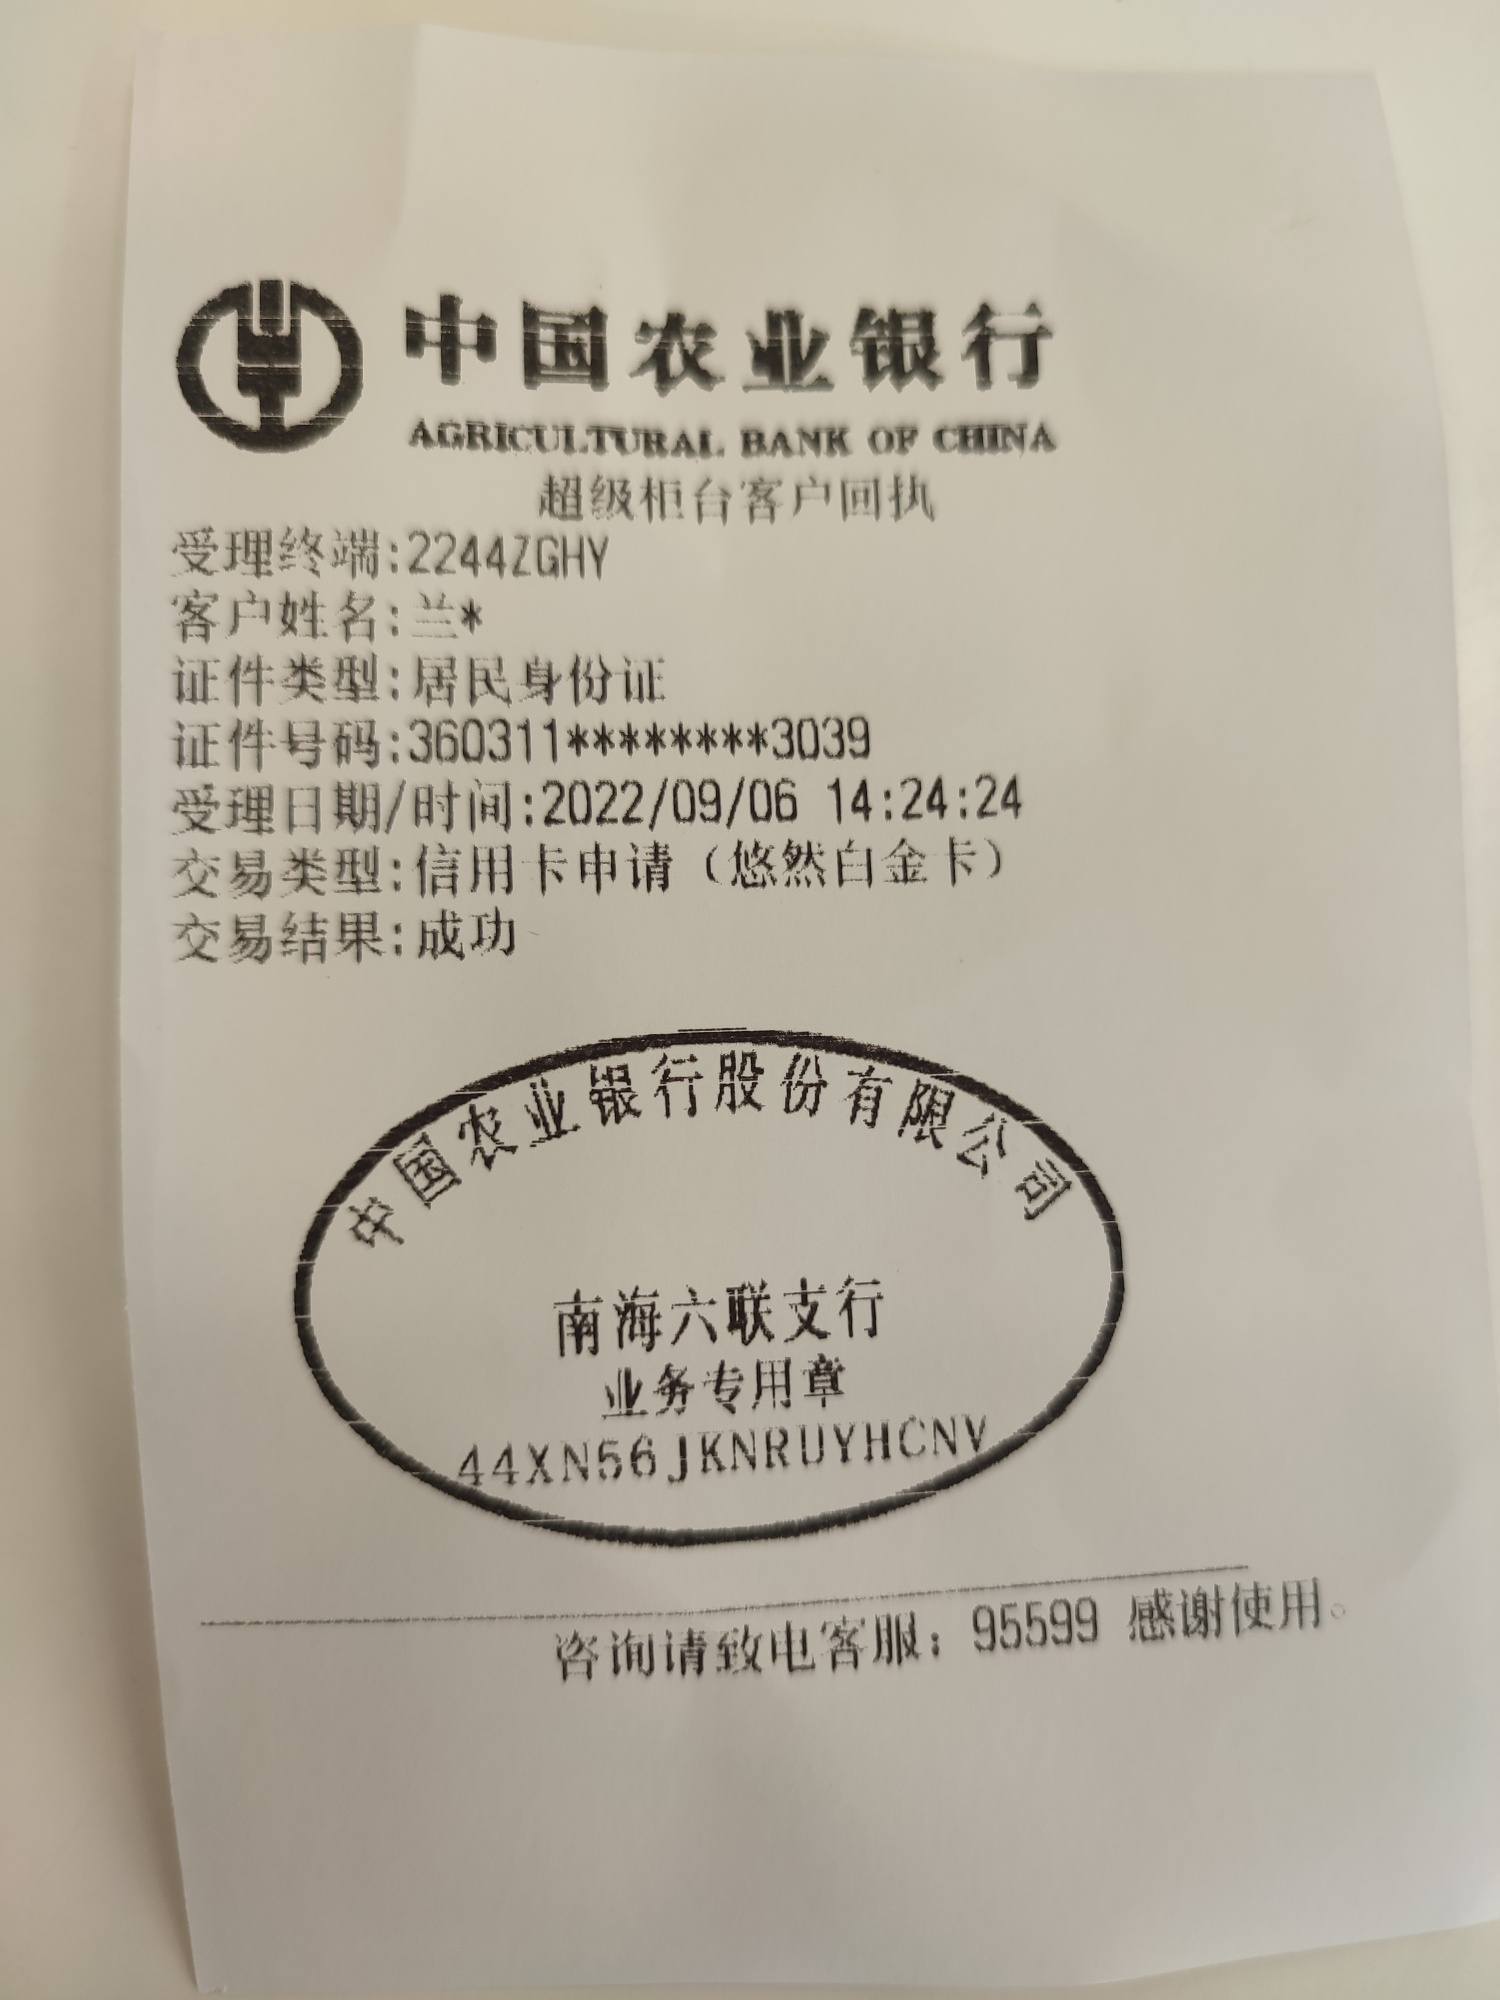 中国农业银行
AGRICULTURAL BANK OF CHINA
超级柜台客户回执
受理终端:2244ZGHY
客户姓名:兰*
证件类型:居民身份证
证件号码:360311********3039
受理日期/时间:2022/09/06 14:24:24
交易类型:信用卡申请（悠然白金卡）
交易结果:成功
中国农业银行股份有限公司
南海六联支行
业务专用章
44XN56JKNRUYHCNV
咨询请致电客服：95599 感谢使用。